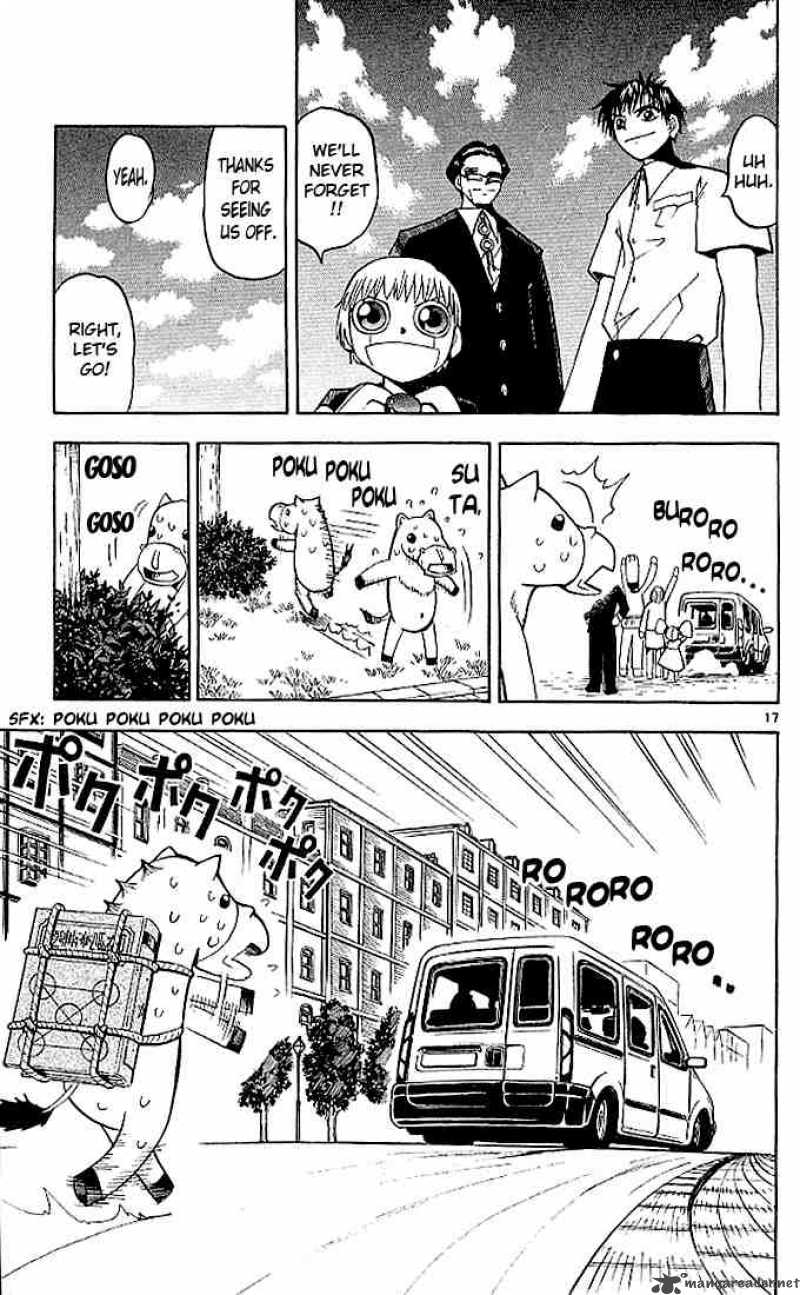 UH
HUH.
WE'LL
NEVER
FORGET
!!
THANKS
FOR
SEEING
US OFF.
YEAH.
RIGHT,
LET'S
GO!
BURORO
RORO...
SU
TA.
POKU POKU
POKU
GOSO
GOSO
SFX: POKU POKU POKU POKU
17
ポク
ポク
ポク
ポク
RO
RORO
RORO...
mangareader.net